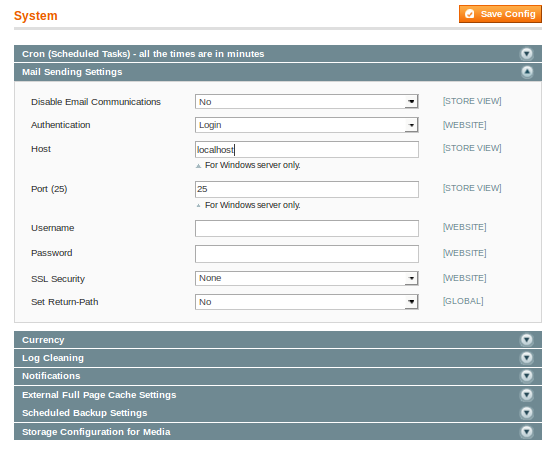 System
Save Config
Cron (Scheduled Tasks) - all the times are in minutes
Mail Sending Settings
Disable Email Communications No [STORE VIEW]
Authentication Login [WEBSITE]
Host localhost [STORE VIEW]
For Windows server only.
Port (25) 25 [STORE VIEW]
For Windows server only.
Username [WEBSITE]
Password [WEBSITE]
SSL Security None [WEBSITE]
Set Return-Path No [GLOBAL]
Currency
Log Cleaning
Notifications
External Full Page Cache Settings
Scheduled Backup Settings
Storage Configuration for Media